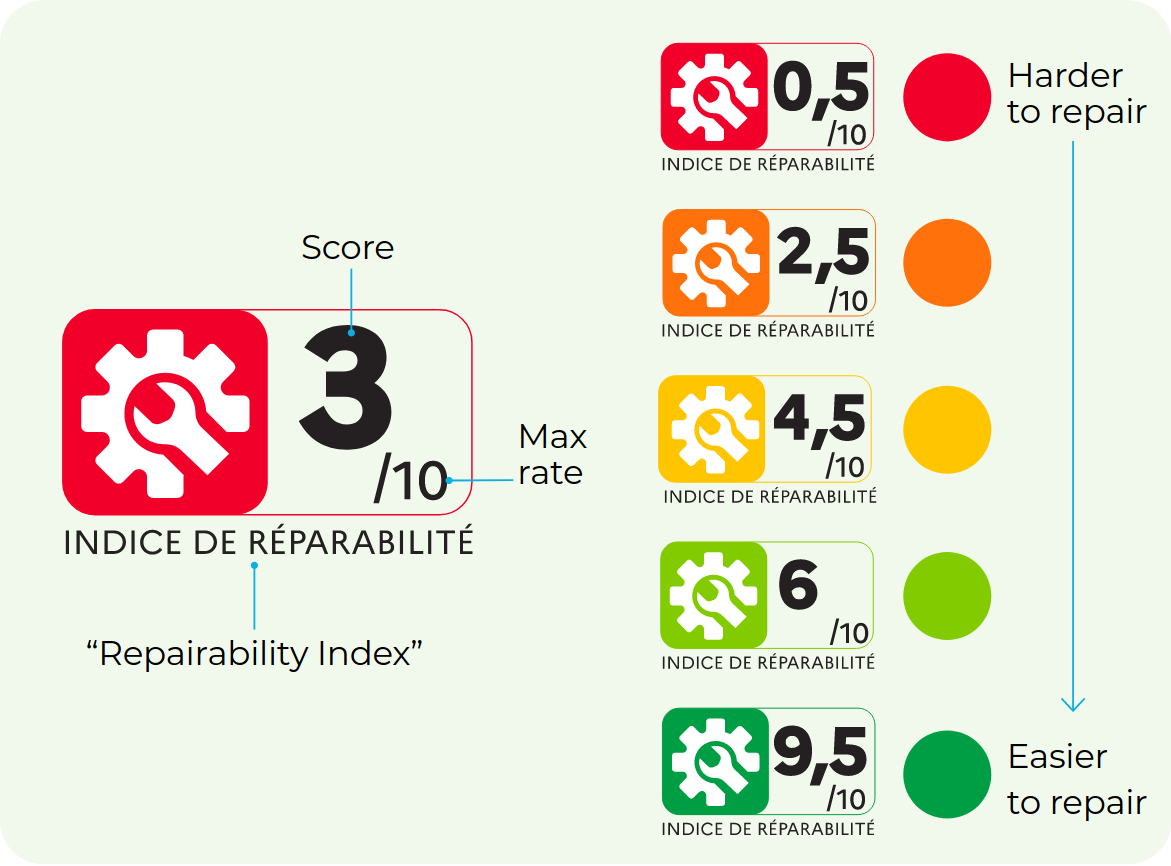 Score
3
/10
Max
rate
INDICE DE RÉPARABILITÉ
“Repairability Index”
0,5
/10
INDICE DE RÉPARABILITÉ
Harder
to repair
2,5
/10
INDICE DE RÉPARABILITÉ
4,5
/10
INDICE DE RÉPARABILITÉ
6
/10
INDICE DE RÉPARABILITÉ
9,5
/10
INDICE DE RÉPARABILITÉ
Easier
to repair